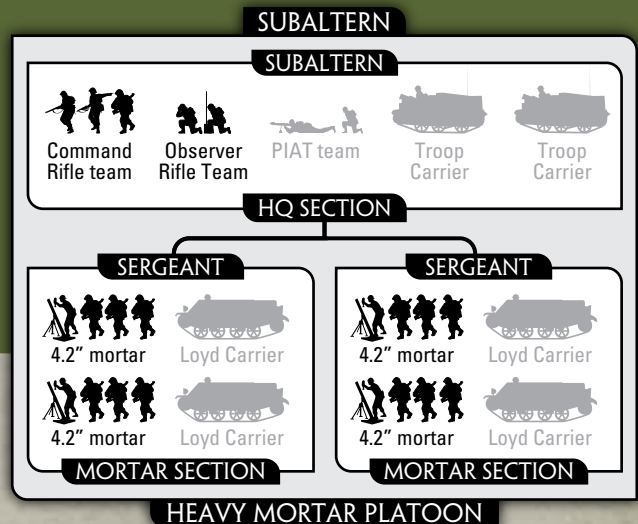 SUBALTERN
SUBALTERN
Command
Rifle team
Observer
Rifle Team
PIAT team
Troop
Carrier
Troop
Carrier
HQ SECTION
SERGEANT
4.2” mortar
Loyd Carrier
4.2” mortar
Loyd Carrier
MORTAR SECTION
SERGEANT
4.2” mortar
Loyd Carrier
4.2” mortar
Loyd Carrier
MORTAR SECTION
HEAVY MORTAR PLATOON